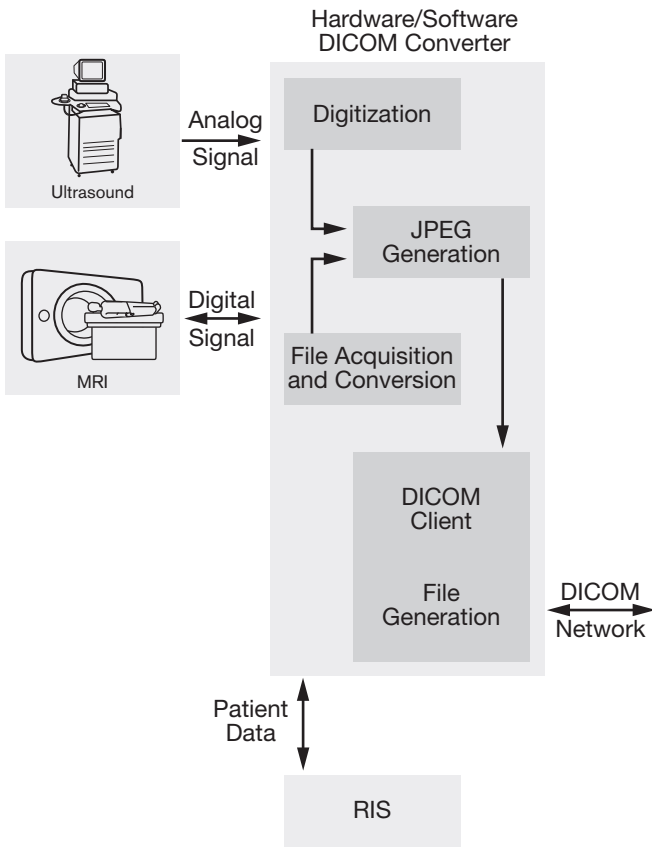 Hardware/Software
DICOM Converter
Ultrasound
Analog
Signal
Digitization
JPEG
Generation
MRI
Digital
Signal
File Acquisition
and Conversion
DICOM
Client
File
Generation
DICOM
Network
Patient
Data
RIS